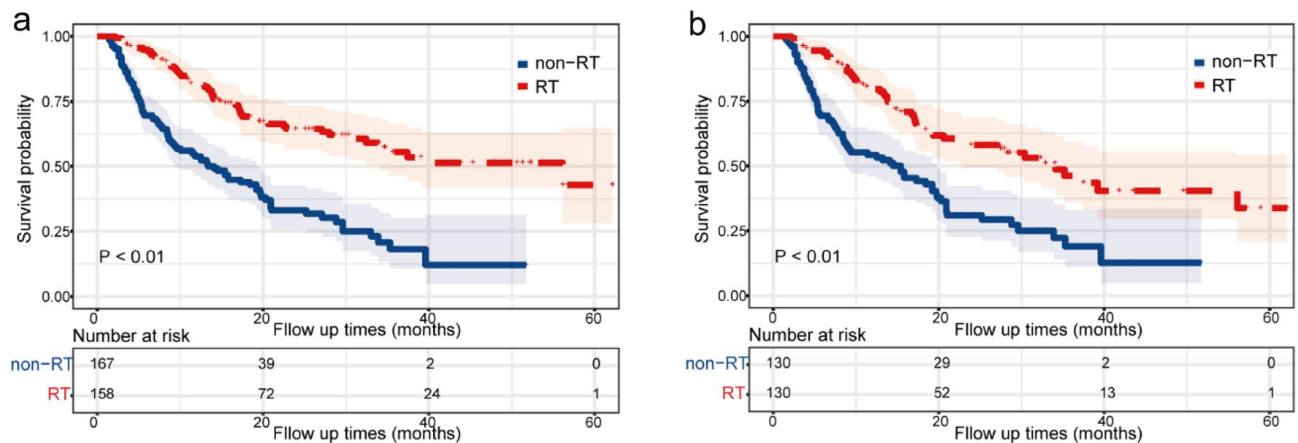 a
1.00
0.75
0.50
0.25
0.00
Survival probability
non-RT
RT
P < 0.01
0 20 40 60
Fllow up times (months)
Number at risk
non-RT 167 39 2 0
RT 158 72 24 1
0 20 40 60
Fllow up times (months)
b
1.00
0.75
0.50
0.25
0.00
Survival probability
non-RT
RT
P < 0.01
0 20 40 60
Fllow up times (months)
Number at risk
non-RT 130 29 2 0
RT 130 52 13 1
0 20 40 60
Fllow up times (months)